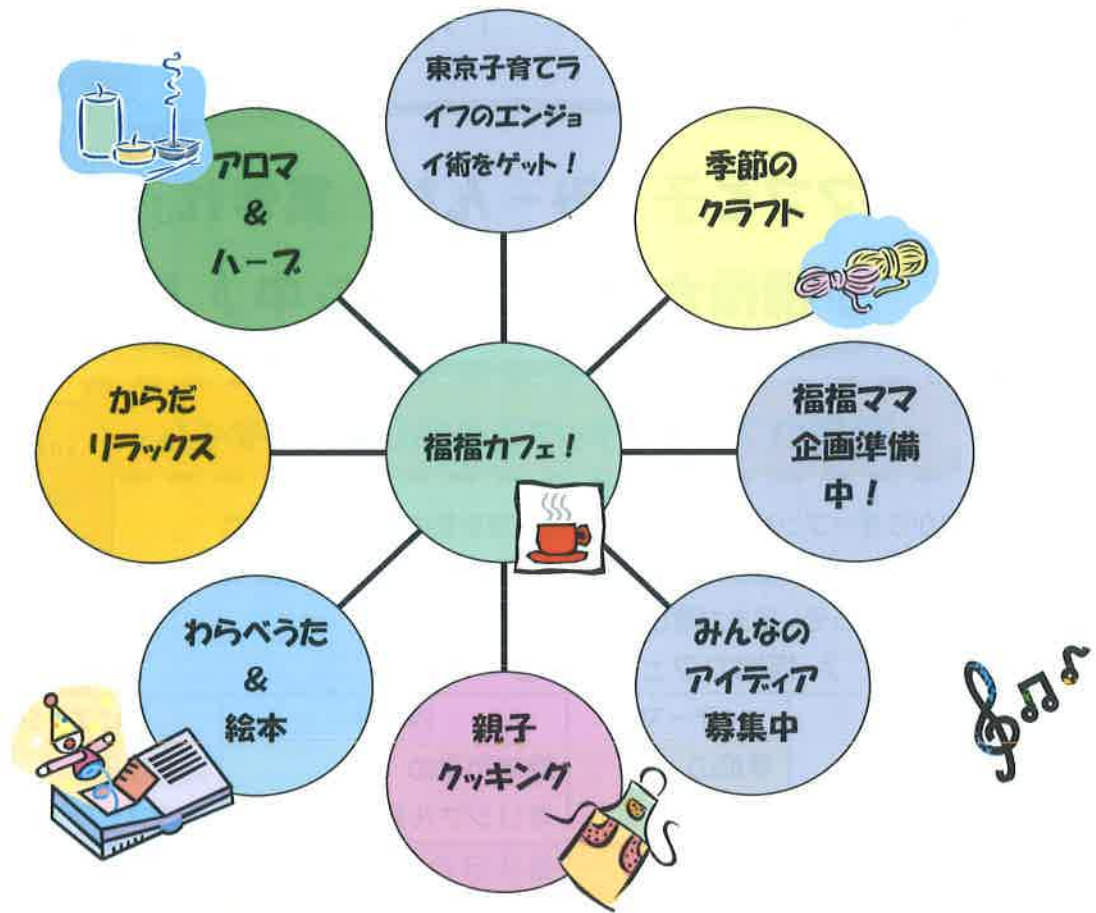 東京子育てラ
イフのエンジョ
イ術をゲット！
アロマ
&
ハーブ
季節の
クラフト
からだ
リラックス
福福カフェ！
福福ママ
企画準備
中！
わらべうた
&
絵本
親子
クッキング
みんなの
アイディア
募集中